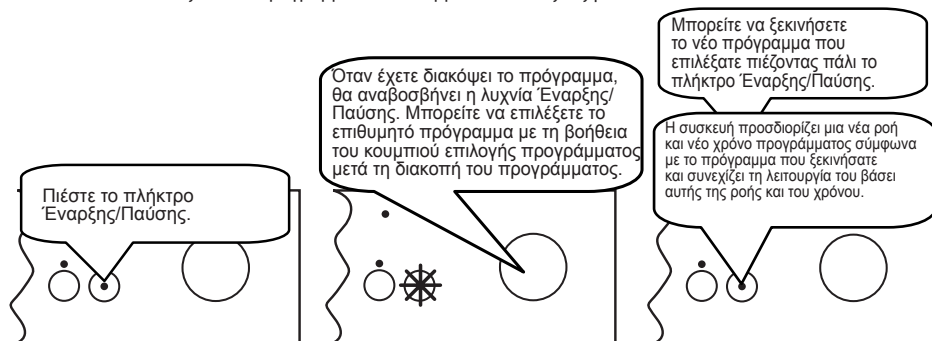 Πιέστε το πλήκτρο
Έναρξης/Παύσης.
Όταν έχετε διακόψει το πρόγραμμα,
θα αναβοσβήνει η λυχνία Έναρξης/
Παύσης. Μπορείτε να επιλέξετε το
επιθυμητό πρόγραμμα με τη βοήθεια
του κουμπιού επιλογής προγράμματος
μετά τη διακοπή του προγράμματος.
Μπορείτε να ξεκινήσετε
το νέο πρόγραμμα που
επιλέξατε πιέζοντας πάλι το
πλήκτρο Έναρξης/Παύσης.
Η συσκευή προσδιορίζει μια νέα ροή
και νέο χρόνο προγράμματος σύμφωνα
με το πρόγραμμα που ξεκινήσατε
και συνεχίζει τη λειτουργία του βάσει
αυτής της ροής και του χρόνου.